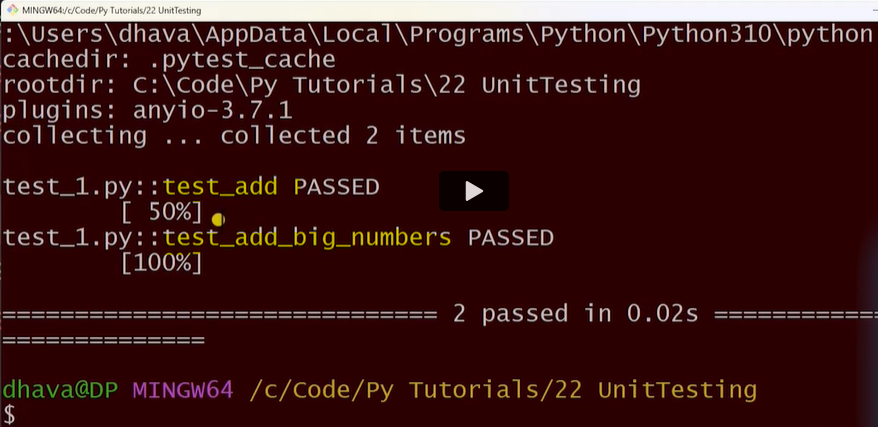 MINGW64:/c/Code/Py Tutorials/22 UnitTesting
:\Users\dhava\AppData\Local\Programs\Python\Python310\python
cachedir: .pytest_cache
rootdir: C:\Code\Py Tutorials\22 UnitTesting
plugins: anyio-3.7.1
collecting ... collected 2 items
test_1.py::test_add PASSED
[ 50%]
test_1.py::test_add_big_numbers PASSED
[100%]
============================== 2 passed in 0.02s ===========
==============
dhava@DP MINGW64 /c/Code/Py Tutorials/22 UnitTesting
$